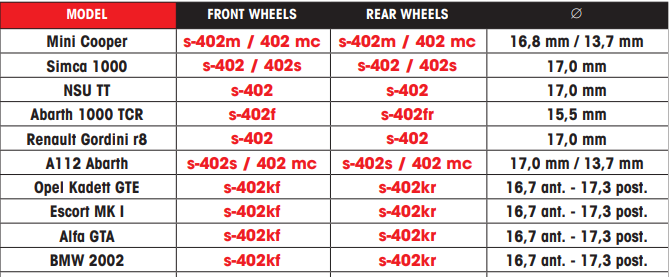 MODEL FRONT WHEELS REAR WHEELS ∅
Mini Cooper s-402m / 402 mc s-402m / 402 mc 16,8 mm / 13,7 mm
Simca 1000 s-402 / 402s s-402 / 402s 17,0 mm
NSU TT s-402 s-402 17,0 mm
Abarth 1000 TCR s-402f s-402fr 15,5 mm
Renault Gordini r8 s-402 s-402 17,0 mm
A112 Abarth s-402s / 402 mc s-402s / 402 mc 17,0 mm / 13,7 mm
Opel Kadett GTE s-402kf s-402kr 16,7 ant. - 17,3 post.
Escort MK I s-402kf s-402kr 16,7 ant. - 17,3 post.
Alfa GTA s-402kf s-402kr 16,7 ant. - 17,3 post.
BMW 2002 s-402kf s-402kr 16,7 ant. - 17,3 post.